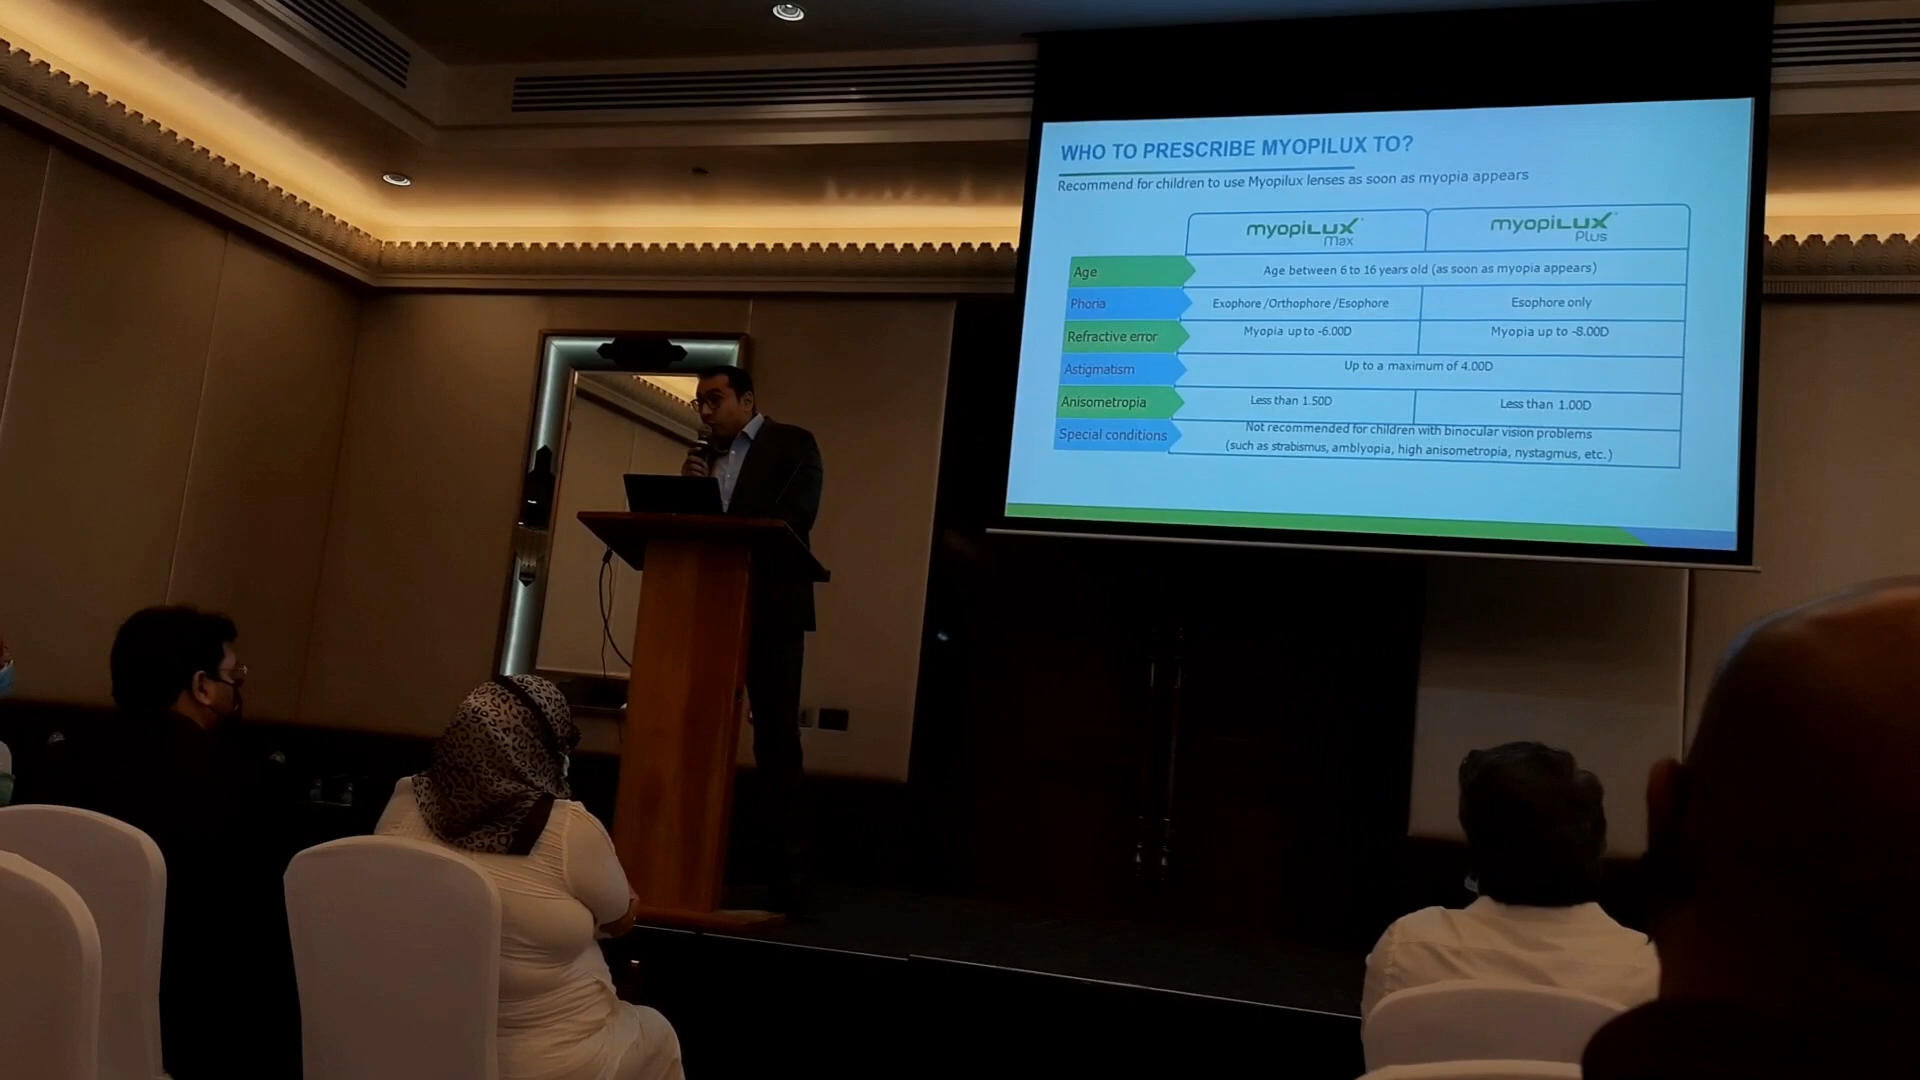 WHO TO PRESCRIBE MYOPILUX TO?
Recommend for children to use Myopilux lenses as soon as myopia appears
myopiLUX Max
myopiLUX Plus
Age
Age between 6 to 16 years old (as soon as myopia appears)
Phoria
Exophore /Orthophore /Esophore
Esophore only
Refractive error
Myopia up to -6.00D
Myopia up to -8.00D
Astigmatism
Up to a maximum of 4.00D
Anisometropia
Less than 1.50D
Less than 1.00D
Special conditions
Not recommended for children with binocular vision problems
(such as strabismus, amblyopia, high anisometropia, nystagmus, etc.)